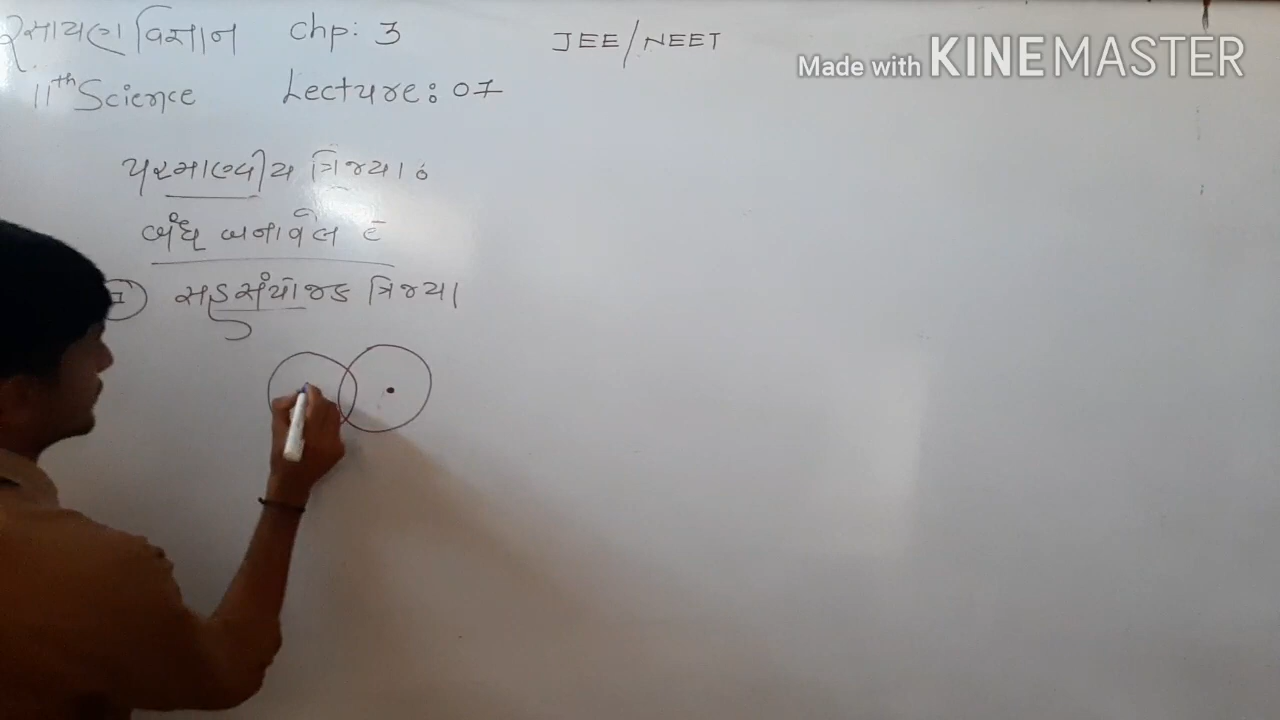 રસાયણ વિજ્ઞાન chp: 3
JEE/NEET
Made with KINEMASTER
11th Science Lecture: 07
પરમાણ્વીય ત્રિજ્યા :
બંધ બનાવેલ
સહસંયોજક ત્રિજ્યા